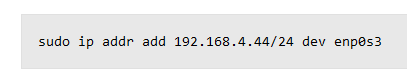 sudo ip addr add 192.168.4.44/24 dev enp0s3